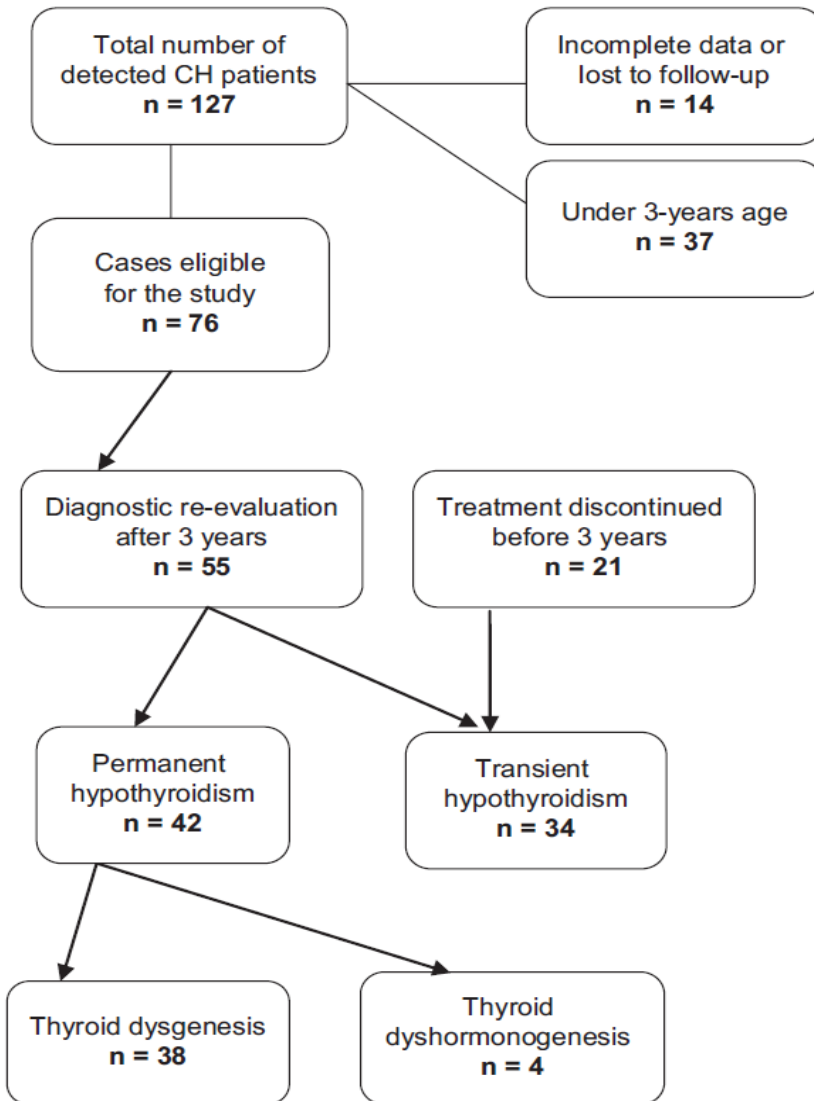 Total number of
detected CH patients
n = 127
Incomplete data or
lost to follow-up
n = 14
Under 3-years age
n = 37
Cases eligible
for the study
n = 76
Diagnostic re-evaluation
after 3 years
n = 55
Treatment discontinued
before 3 years
n = 21
Permanent
hypothyroidism
n = 42
Transient
hypothyroidism
n = 34
Thyroid dysgenesis
n = 38
Thyroid
dyshormonogenesis
n = 4